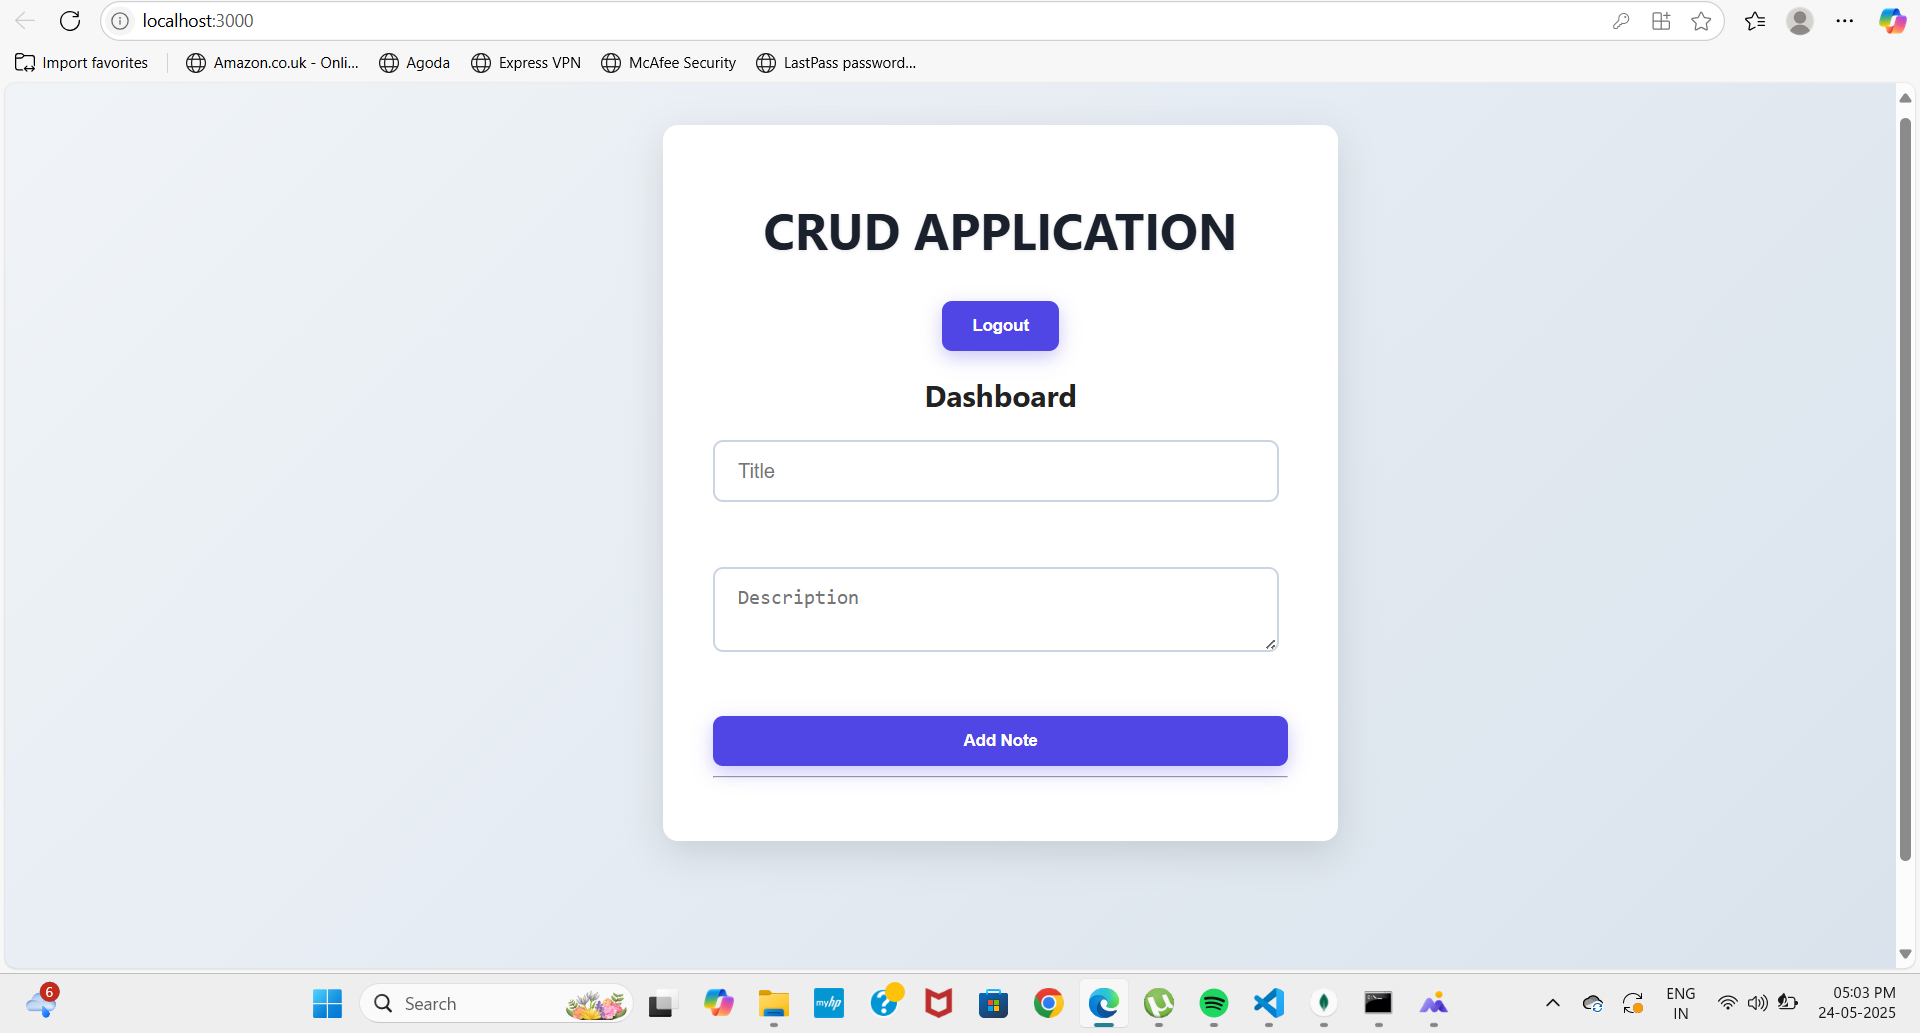 localhost:3000
Import favorites
Amazon.co.uk - Onli...
Agoda
Express VPN
McAfee Security
LastPass password...
CRUD APPLICATION
Logout
Dashboard
Title
Description
Add Note
6
Search
myhp
ENG
IN
05:03 PM
24-05-2025